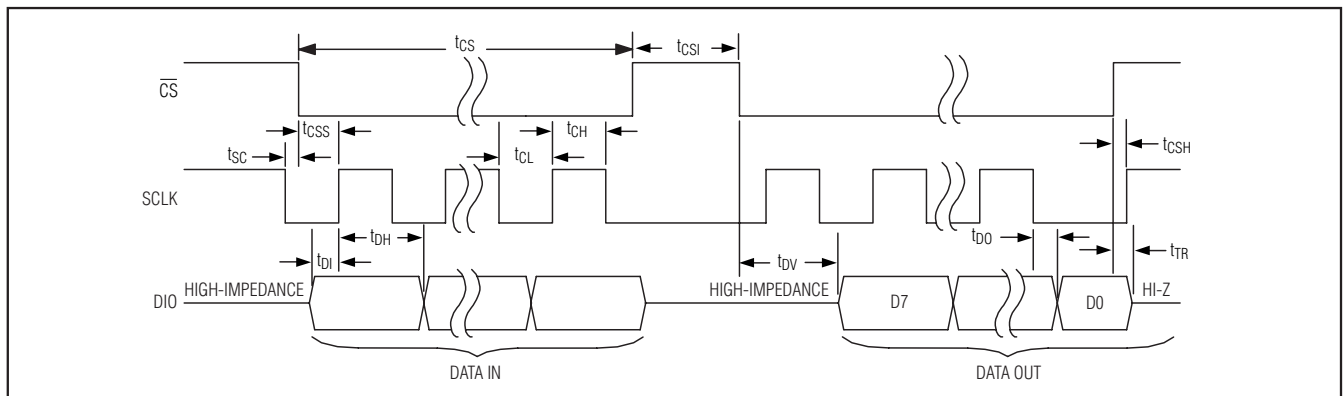 tCS
tCSI
CS
tCSS
tCH
tSC
tCL
tCSH
SCLK
tDH
tDO
tDI
tDV
tTR
DIO
HIGH-IMPEDANCE
HIGH-IMPEDANCE
D7
D0
HI-Z
DATA IN
DATA OUT